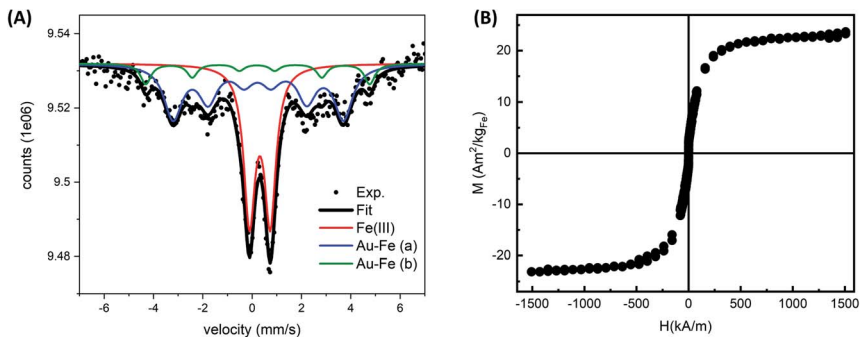 (A)
9.54
9.52
9.5
9.48
counts (1e06)
Exp.
Fit
Fe(III)
Au-Fe (a)
Au-Fe (b)
-6 -4 -2 0 2 4 6
velocity (mm/s)
(B)
20
10
0
-10
-20
M (Am²/kg_Fe)
-1500 -1000 -500 0 500 1000 1500
H(kA/m)